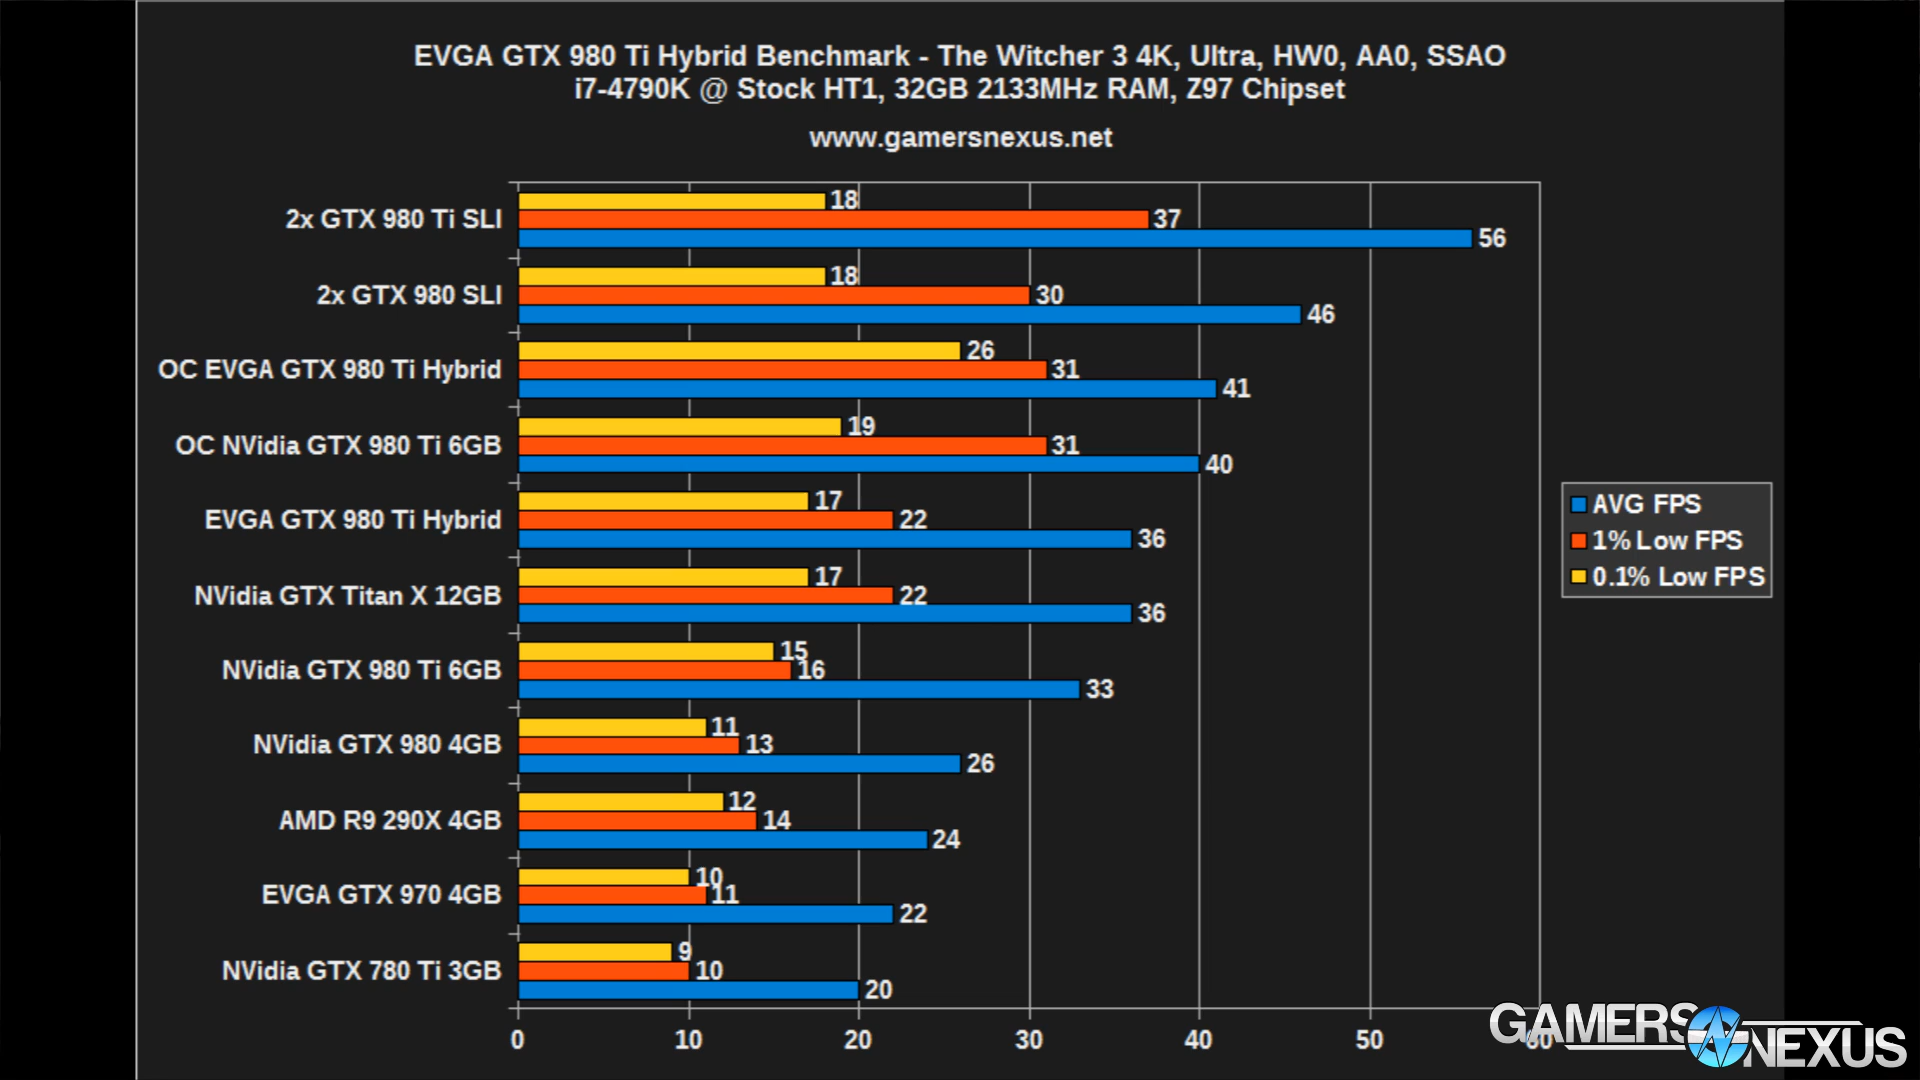 EVGA GTX 980 Ti Hybrid Benchmark - The Witcher 3 4K, Ultra, HW0, AA0, SSAO
i7-4790K @ Stock HT1, 32GB 2133MHz RAM, Z97 Chipset
www.gamersnexus.net
2x GTX 980 Ti SLI
18
37
56
2x GTX 980 SLI
18
30
46
OC EVGA GTX 980 Ti Hybrid
26
31
41
OC NVidia GTX 980 Ti 6GB
19
31
40
EVGA GTX 980 Ti Hybrid
17
22
36
NVidia GTX Titan X 12GB
17
22
36
NVidia GTX 980 Ti 6GB
15
16
33
NVidia GTX 980 4GB
11
13
26
AMD R9 290X 4GB
12
14
24
EVGA GTX 970 4GB
10
11
22
NVidia GTX 780 Ti 3GB
9
10
20
0 10 20 30 40 50 60
AVG FPS
1% Low FPS
0.1% Low FPS
GAMERS NEXUS